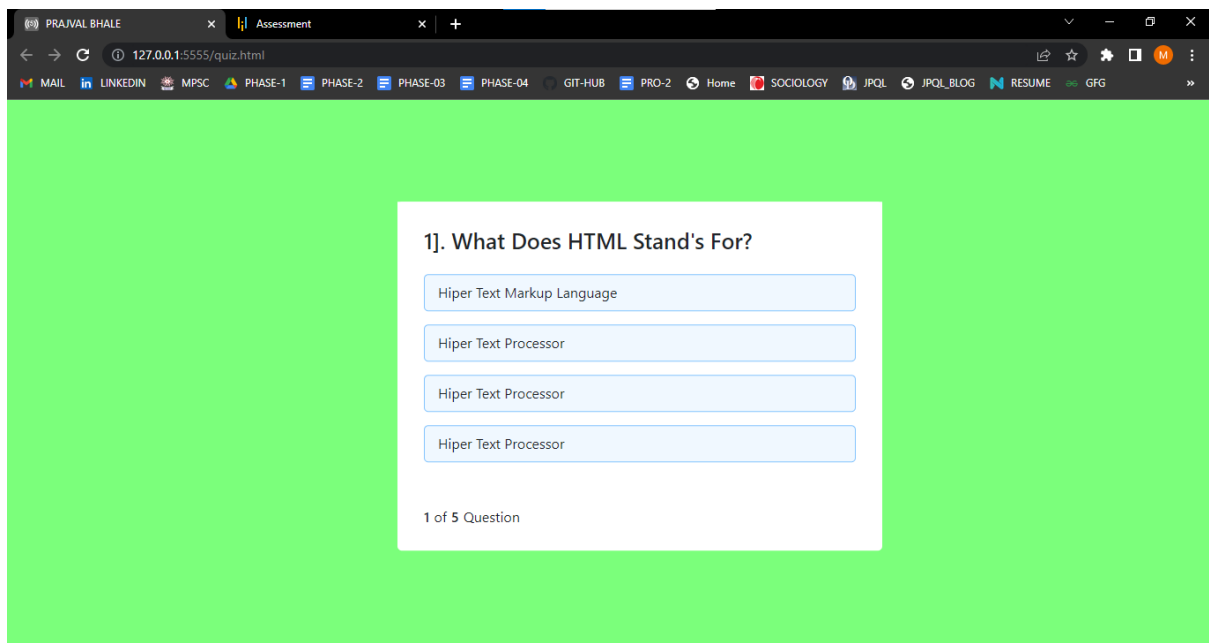 PRAJVAL BHALE
Assessment
127.0.0.1:5555/quiz.html
M
MAIL in LINKEDIN MPSC PHASE-1 PHASE-2 PHASE-03 PHASE-04 GIT-HUB PRO-2 Home SOCIOLOGY JPQL JPQL_BLOG RESUME GFG »
1]. What Does HTML Stand's For?
Hiper Text Markup Language
Hiper Text Processor
Hiper Text Processor
Hiper Text Processor
1 of 5 Question